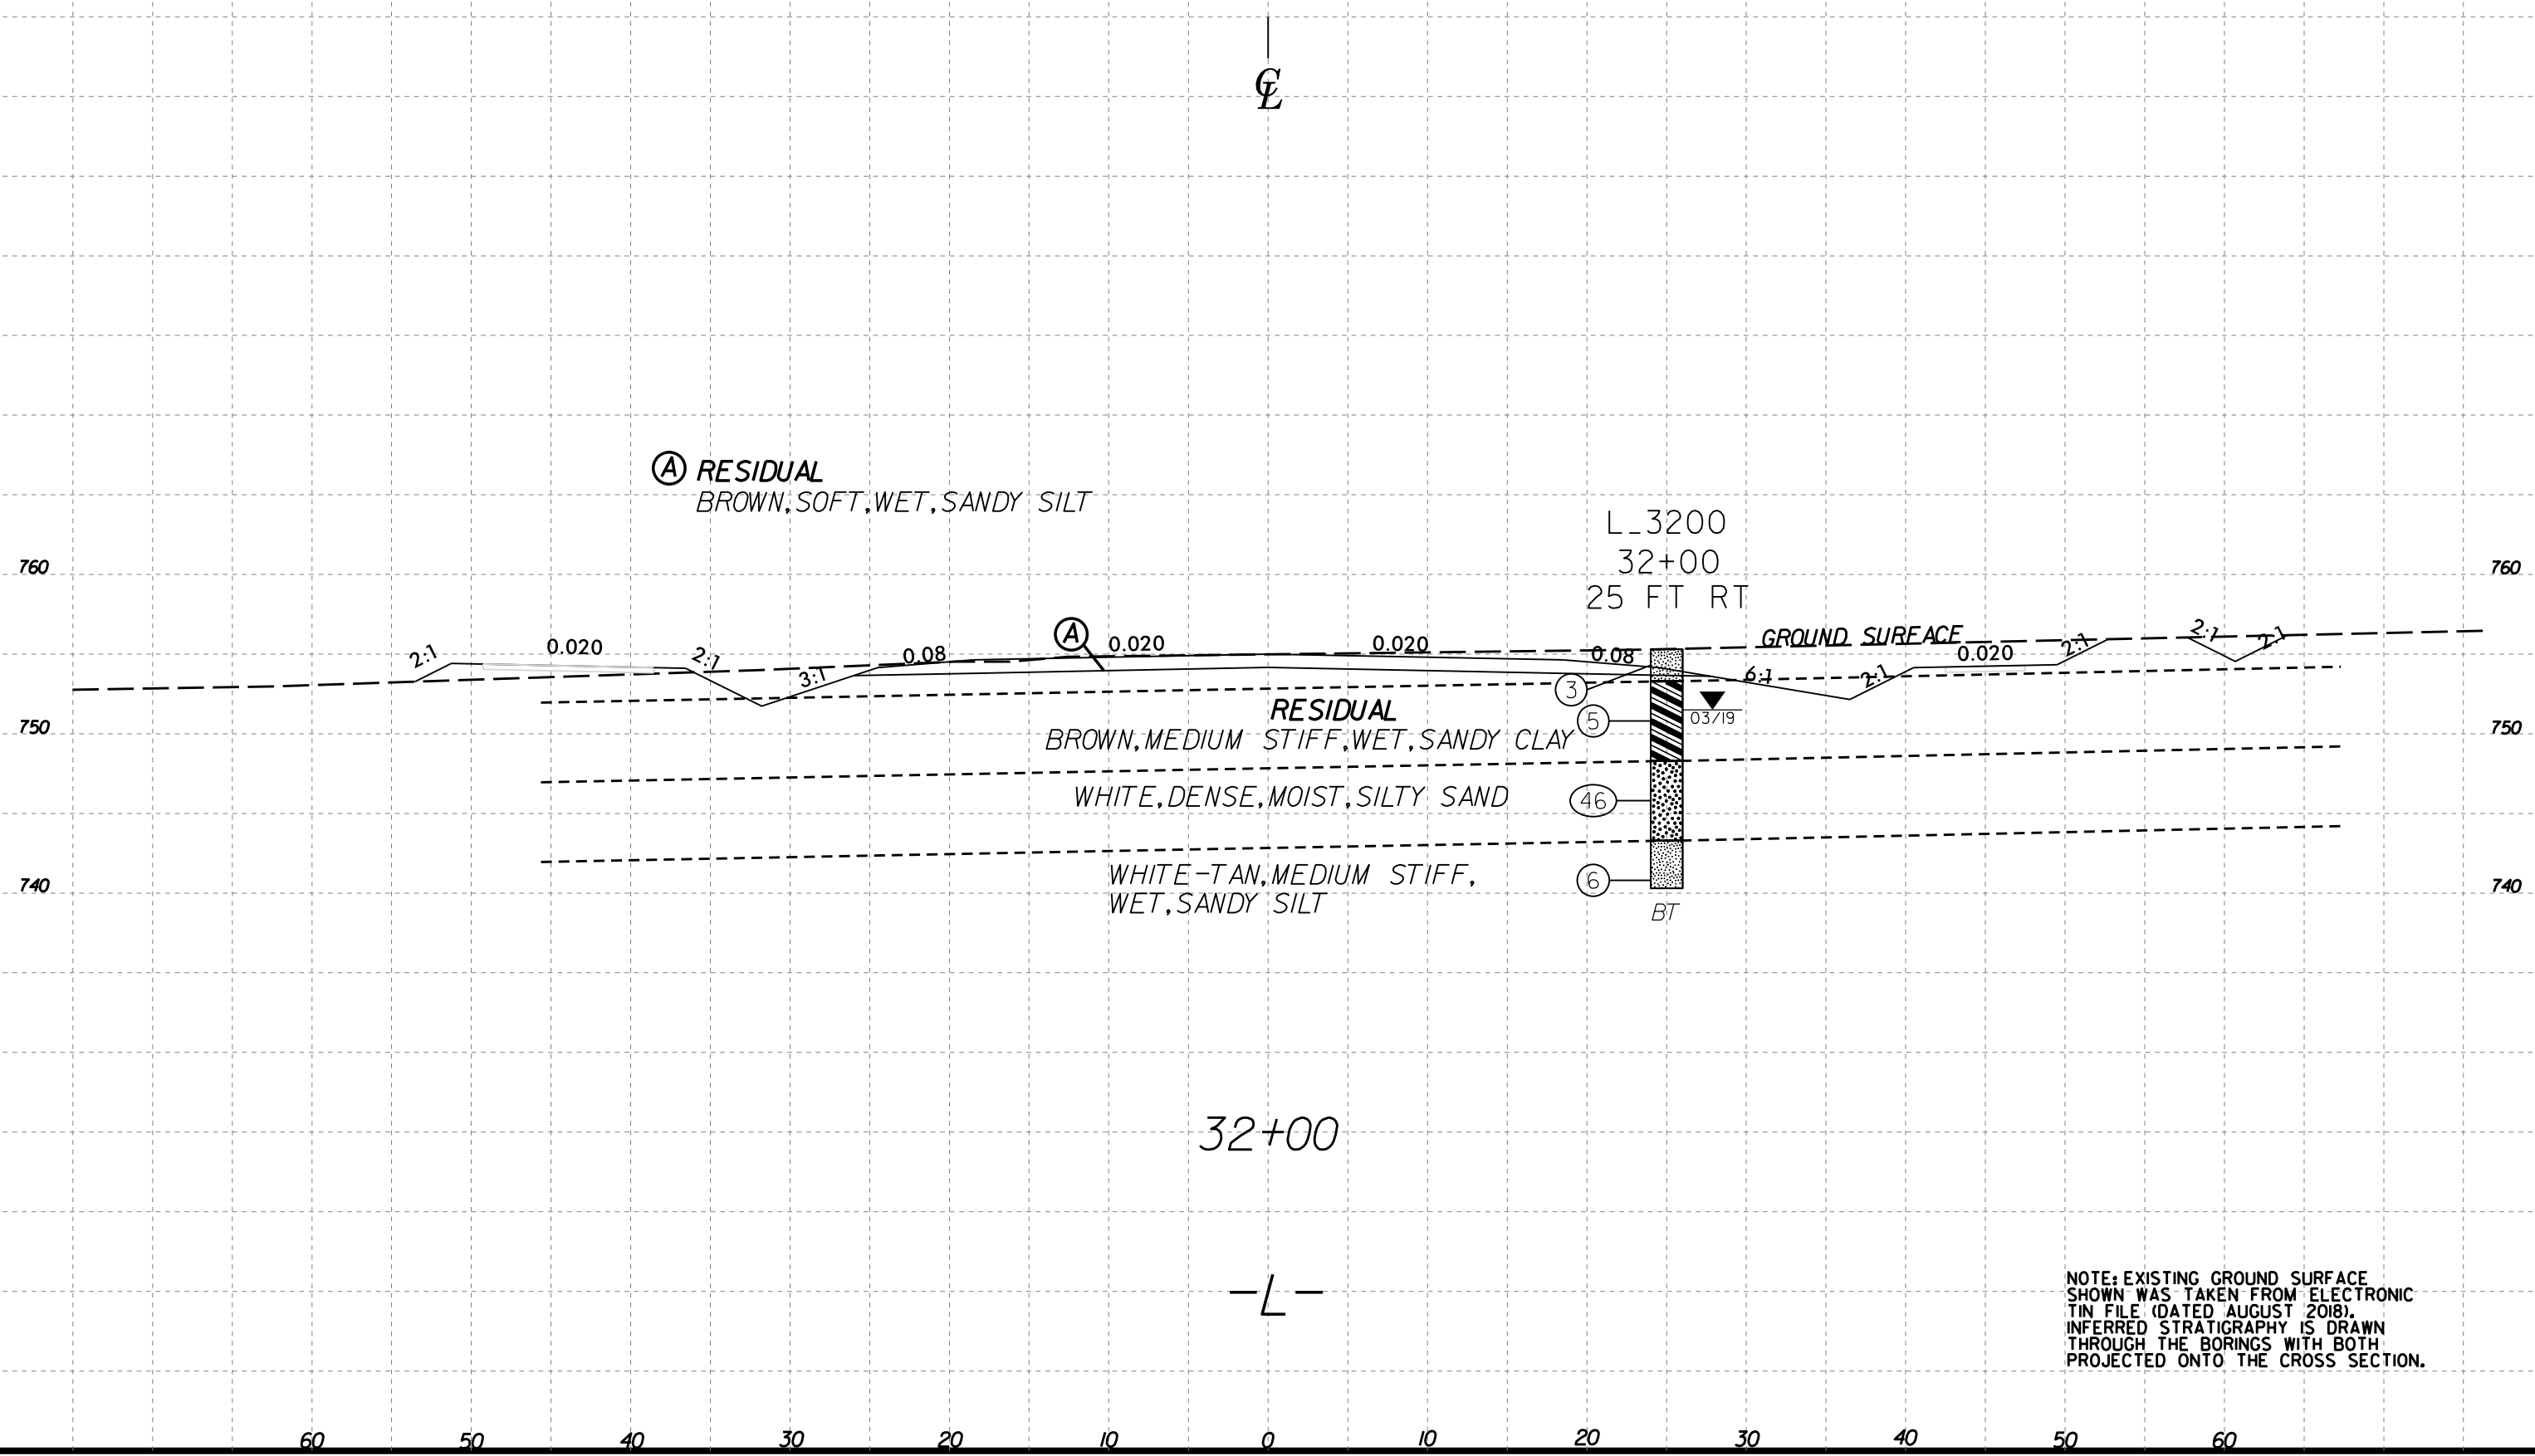 ℄
Ⓐ RESIDUAL
BROWN, SOFT, WET, SANDY SILT
L_3200
32+00
25 FT RT
760
760
GROUND SURFACE
A
2:1
0.020
2:1
3:1
0.08
0.020
0.020
0.08
6:1
2:1
0.020
2:1
2:1
2:1
3
RESIDUAL
BROWN, MEDIUM STIFF, WET, SANDY CLAY
5
03/19
750
750
WHITE, DENSE, MOIST, SILTY SAND
46
WHITE-TAN, MEDIUM STIFF,
WET, SANDY SILT
6
740
740
BT
32+00
-L-
NOTE: EXISTING GROUND SURFACE
SHOWN WAS TAKEN FROM ELECTRONIC
TIN FILE (DATED AUGUST 2018).
INFERRED STRATIGRAPHY IS DRAWN
THROUGH THE BORINGS WITH BOTH
PROJECTED ONTO THE CROSS SECTION.
60 50 40 30 20 10 0 10 20 30 40 50 60